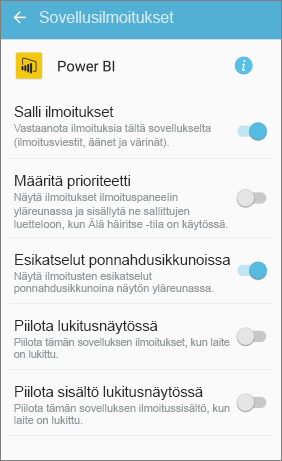 Sovellusilmoitukset
Power BI
Salli ilmoitukset
Vastaanota ilmoituksia tältä sovellukselta
(ilmoitusviestit, äänet ja värinät).
Määritä prioriteetti
Näytä ilmoitukset ilmoituspaneelin
yläreunassa ja sisällytä ne sallittujen
luetteloon, kun Älä häiritse -tila on käytössä.
Esikatselut ponnahdusikkunoissa
Näytä ilmoitusten esikatselut
ponnahdusikkunoina näytön yläreunassa.
Piilota lukitusnäytössä
Piilota tämän sovelluksen ilmoitukset, kun laite
on lukittu.
Piilota sisältö lukitusnäytössä
Piilota tämän sovelluksen ilmoitussisältö, kun
laite on lukittu.